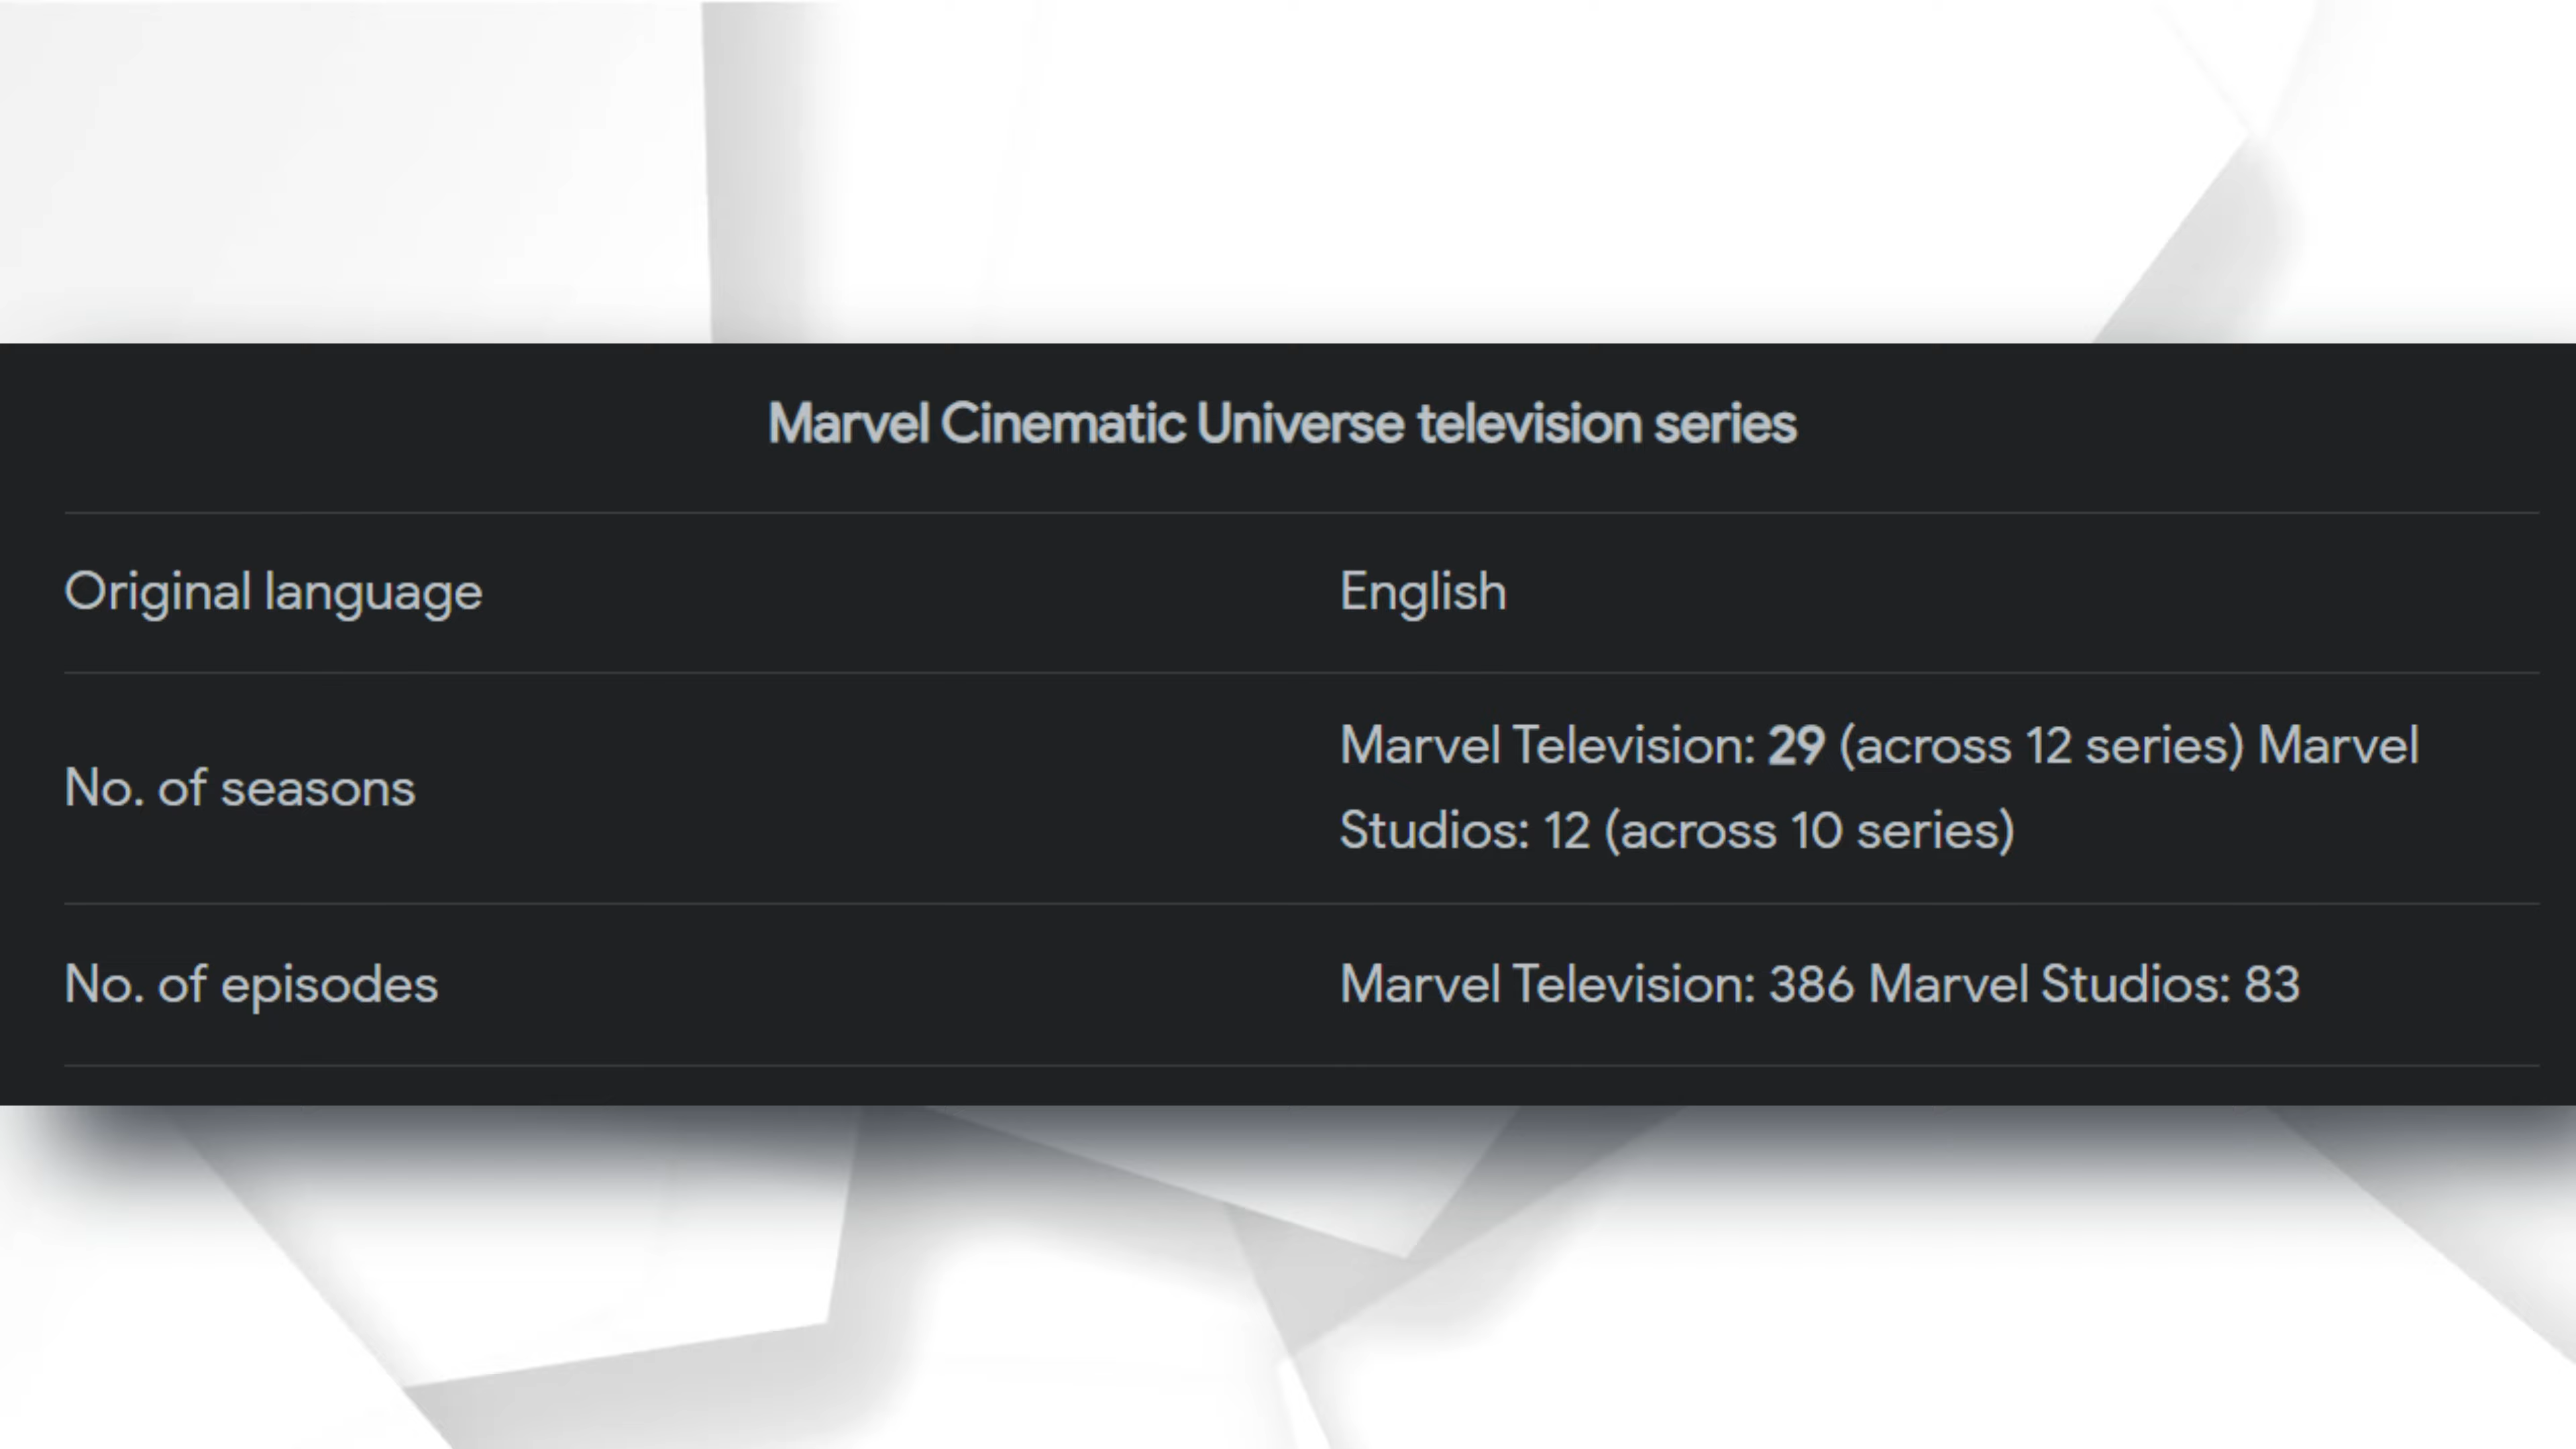 Marvel Cinematic Universe television series
Original language
English
No. of seasons
Marvel Television: 29 (across 12 series) Marvel
Studios: 12 (across 10 series)
No. of episodes
Marvel Television: 386 Marvel Studios: 83